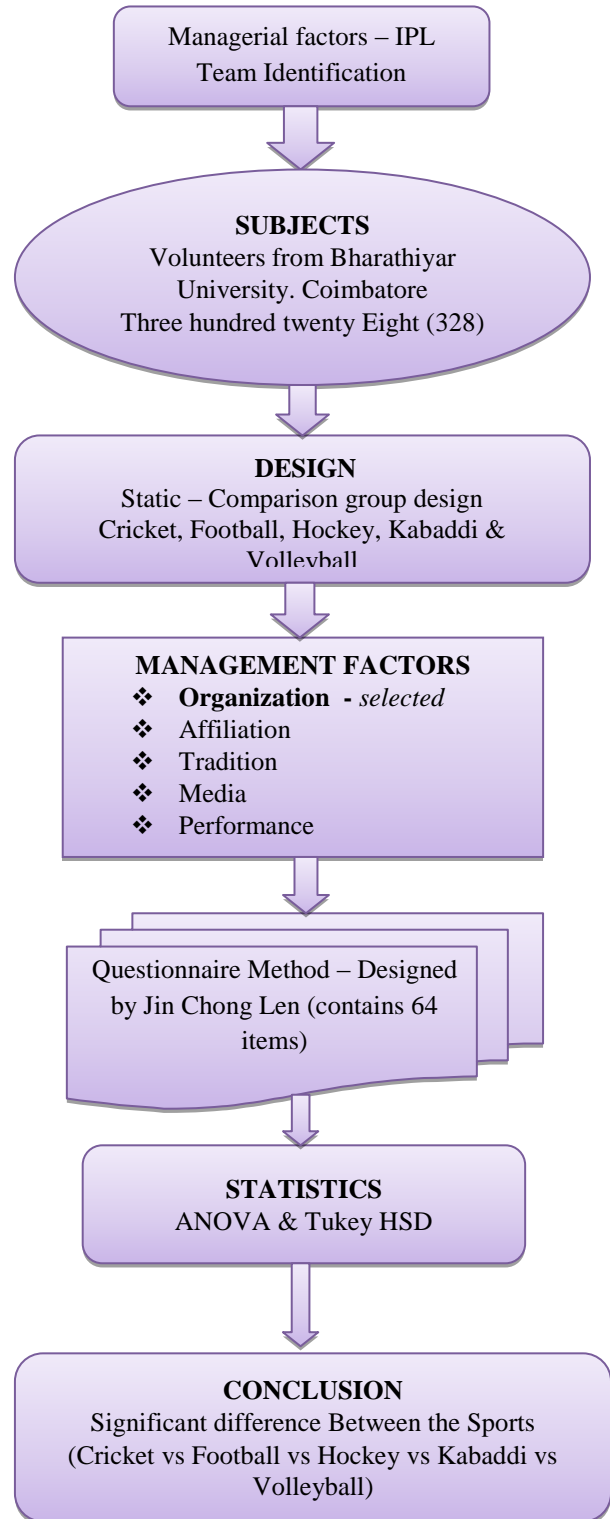 Managerial factors – IPL
Team Identification
SUBJECTS
Volunteers from Bharathiyar
University. Coimbatore
Three hundred twenty Eight (328)
DESIGN
Static – Comparison group design
Cricket, Football, Hockey, Kabaddi &
Volleyball
MANAGEMENT FACTORS
❖ Organization - selected
❖ Affiliation
❖ Tradition
❖ Media
❖ Performance
Questionnaire Method – Designed
by Jin Chong Len (contains 64
items)
STATISTICS
ANOVA & Tukey HSD
CONCLUSION
Significant difference Between the Sports
(Cricket vs Football vs Hockey vs Kabaddi vs
Volleyball)